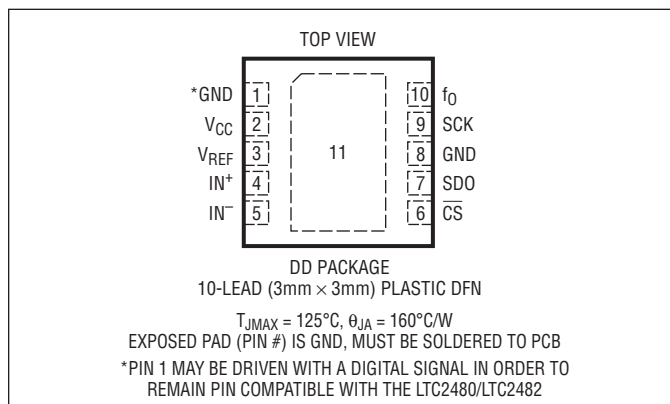 TOP VIEW
*GND 1 10 fO
VCC 2 9 SCK
VREF 3 11 8 GND
IN+ 4 7 SDO
IN– 5 6 C̅S̅
DD PACKAGE
10-LEAD (3mm × 3mm) PLASTIC DFN
TJMAX = 125°C, θJA = 160°C/W
EXPOSED PAD (PIN #) IS GND, MUST BE SOLDERED TO PCB
*PIN 1 MAY BE DRIVEN WITH A DIGITAL SIGNAL IN ORDER TO
REMAIN PIN COMPATIBLE WITH THE LTC2480/LTC2482